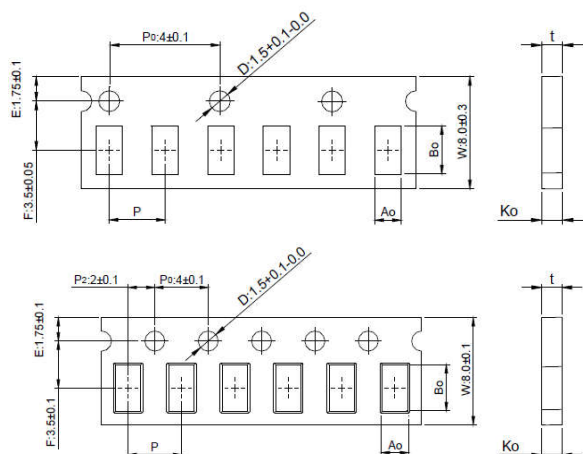 P0:4±0.1
D:1.5+0.1-0.0
t
E:1.75±0.1
F:3.5±0.05
Bo
W:8.0±0.3
P
Ao
Ko
P2:2±0.1
P0:4±0.1
D:1.5+0.1-0.0
t
E:1.75±0.1
F:3.5±0.1
Bo
W:8.0±0.1
P
Ao
Ko